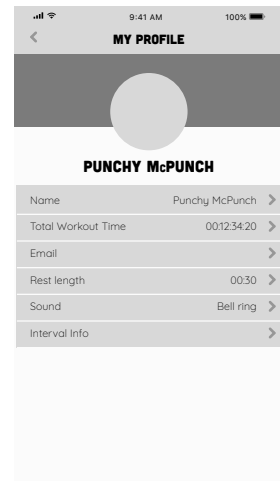 9:41 AM 100%
MY PROFILE
PUNCHY McPUNCH
Name Punchy McPunch
Total Workout Time 00:12:34:20
Email
Rest length 00:30
Sound Bell ring
Interval Info